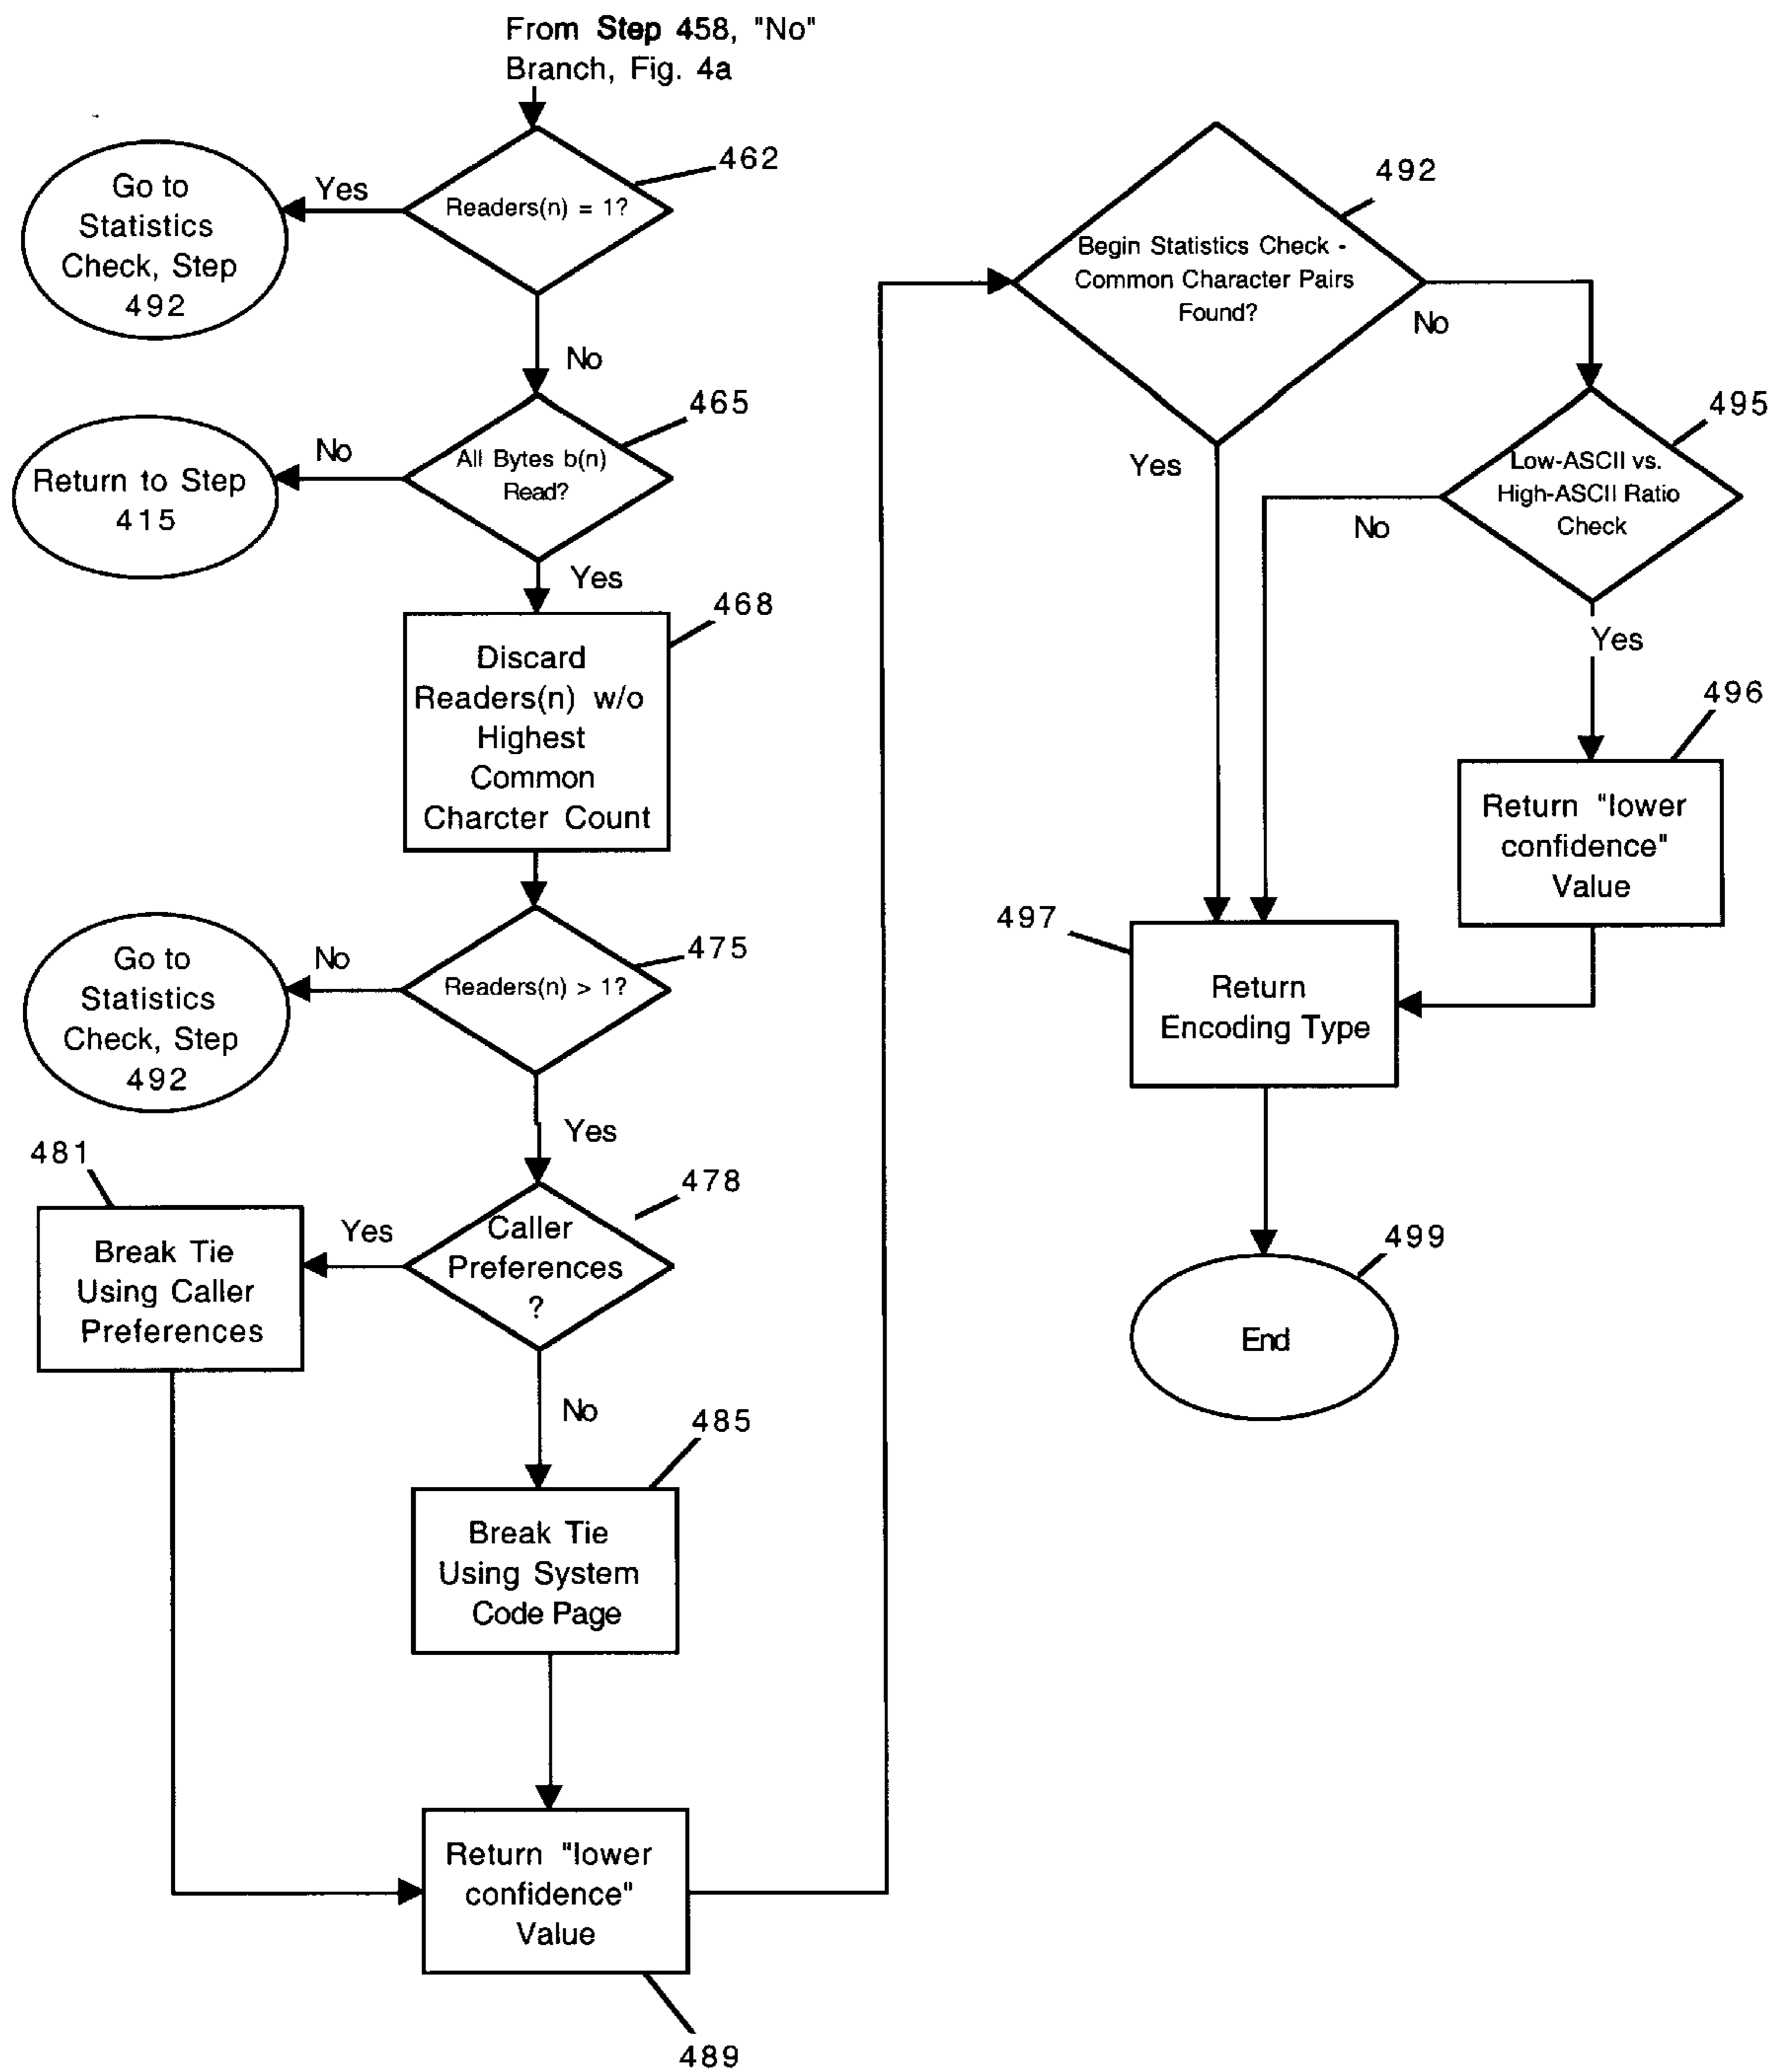 From Step 458, "No"
Branch, Fig. 4a
462
Readers(n) = 1?
Yes
Go to
Statistics
Check, Step
492
No
465
All Bytes b(n)
Read?
No
Return to Step
415
Yes
468
Discard
Readers(n) w/o
Highest
Common
Charcter Count
475
Readers(n) > 1?
No
Go to
Statistics
Check, Step
492
Yes
478
Caller
Preferences
?
Yes
481
Break Tie
Using Caller
Preferences
No
485
Break Tie
Using System
Code Page
Return "lower
confidence"
Value
489
492
Begin Statistics Check -
Common Character Pairs
Found?
No
Yes
495
Low-ASCII vs.
High-ASCII Ratio
Check
No
Yes
496
Return "lower
confidence"
Value
497
Return
Encoding Type
499
End